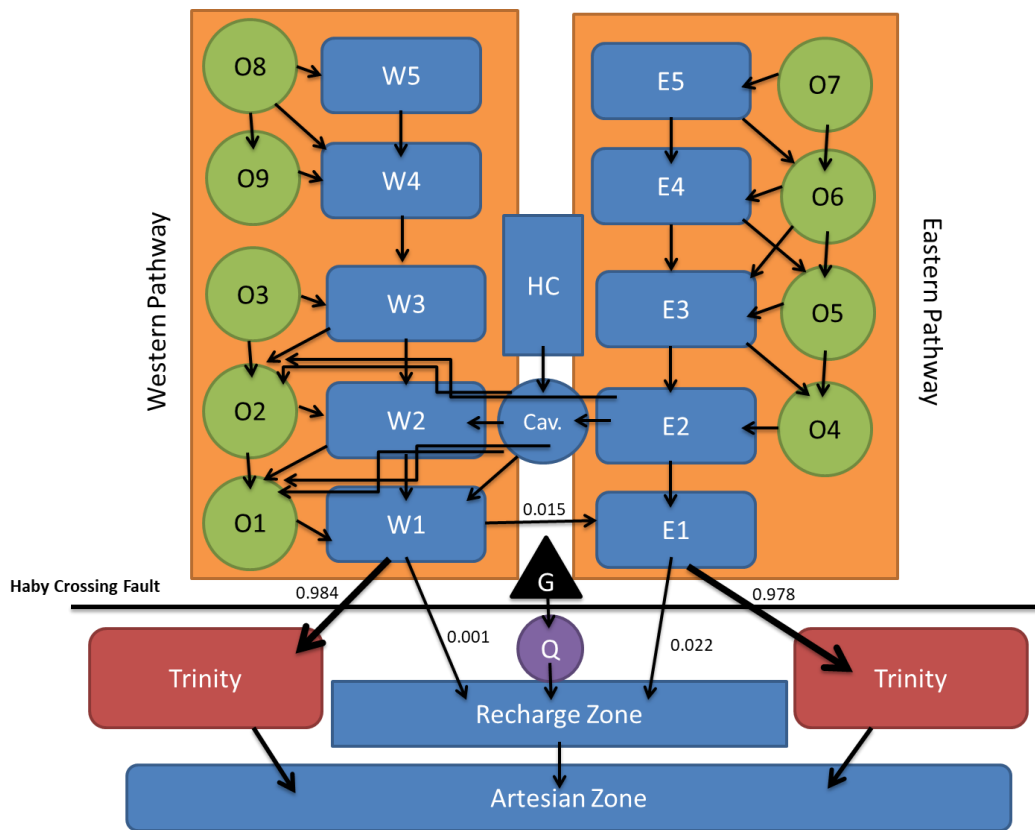 O8
W5
E5
O7
O9
W4
E4
O6
Western Pathway
Eastern Pathway
O3
W3
HC
E3
O5
O2
W2
Cav.
E2
O4
O1
W1
0.015
E1
G
Haby Crossing Fault
0.984
0.978
0.001
Q
0.022
Trinity
Trinity
Recharge Zone
Artesian Zone